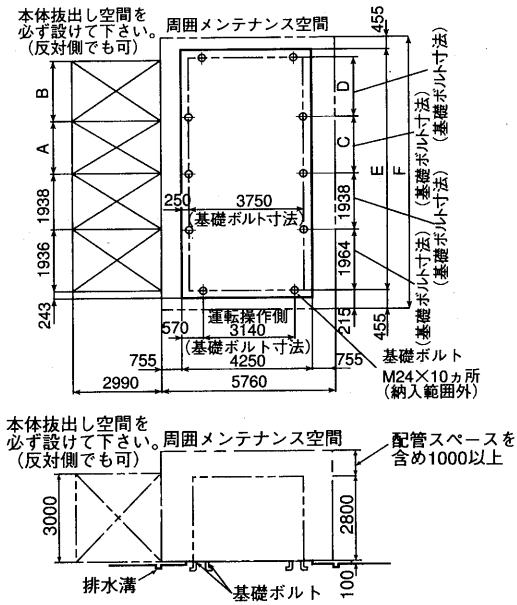 本体抜出し空間を
必ず設けて下さい。
(反対側でも可)
周囲メンテナンス空間
455
B
A
1938
1936
243
D
C
1938
1964
215
455
E
F
(基礎ボルト寸法)
(基礎ボルト寸法)
(基礎ボルト寸法)
(基礎ボルト寸法)
250
3750
(基礎ボルト寸法)
運転操作側
570
3140
(基礎ボルト寸法)
755
4250
755
2990
5760
基礎ボルト
M24×10ヵ所
(納入範囲外)
本体抜出し空間を
必ず設けて下さい。
(反対側でも可)
周囲メンテナンス空間
配管スペースを
含め1000以上
3000
2800
100
排水溝
基礎ボルト